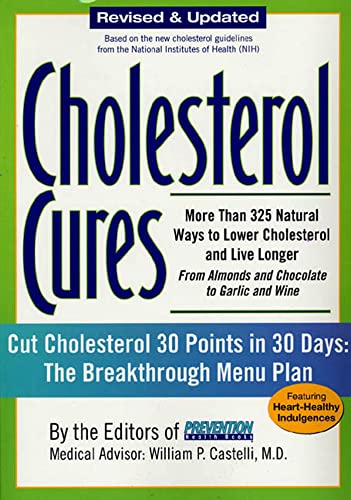 Revised & Updated
Based on the new cholesterol guidelines
from the National Institutes of Health (NIH)
Cholesterol
Cures
More Than 325 Natural
Ways to Lower Cholesterol
and Live Longer
From Almonds and Chocolate
to Garlic and Wine
Cut Cholesterol 30 Points in 30 Days:
The Breakthrough Menu Plan
Featuring
Heart-Healthy
Indulgences
By the Editors of PREVENTION
Health Books
Medical Advisor: William P. Castelli, M.D.